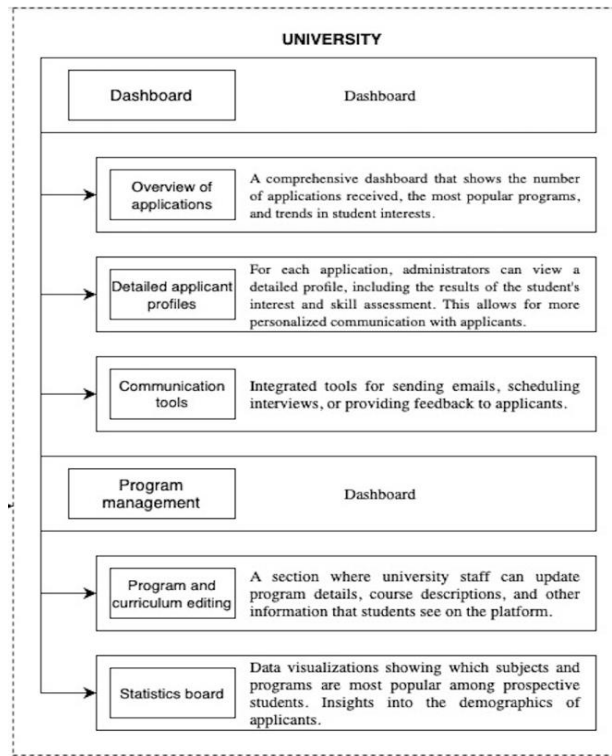 UNIVERSITY
Dashboard
Dashboard
Overview of
applications
A comprehensive dashboard that shows the number
of applications received, the most popular programs,
and trends in student interests.
Detailed applicant
profiles
For each application, administrators can view a
detailed profile, including the results of the student's
interest and skill assessment. This allows for more
personalized communication with applicants.
Communication
tools
Integrated tools for sending emails, scheduling
interviews, or providing feedback to applicants.
Program
management
Dashboard
Program and
curriculum editing
A section where university staff can update
program details, course descriptions, and other
information that students see on the platform.
Statistics board
Data visualizations showing which subjects and
programs are most popular among prospective
students. Insights into the demographics of
applicants.